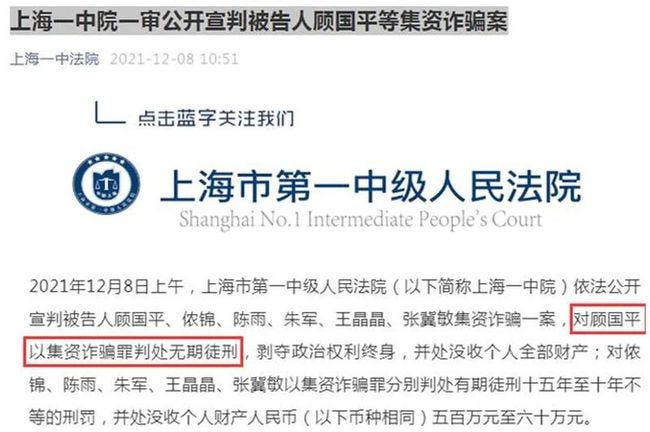 上海一中院一审公开宣判被告人顾国平等集资诈骗案
上海一中法院 2021-12-08 10:51
点击蓝字关注我们
上海市第一中级人民法院
Shanghai No.1 Intermediate People's Court
2021年12月8日上午，上海市第一中级人民法院（以下简称上海一中院）依法公开
宣判被告人顾国平、侬锦、陈雨、朱军、王晶晶、张冀敏集资诈骗一案，对顾国平
以集资诈骗罪判处无期徒刑，剥夺政治权利终身，并处没收个人全部财产；对侬
锦、陈雨、朱军、王晶晶、张冀敏以集资诈骗罪分别判处有期徒刑十五年至十年不
等的刑罚，并处没收个人财产人民币（以下币种相同）五百万元至六十万元。